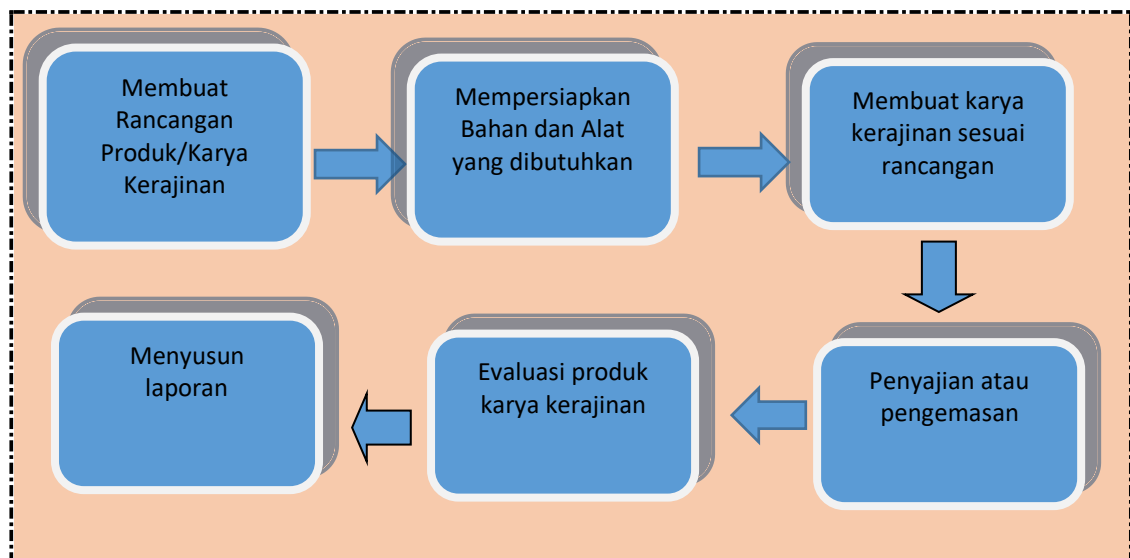 Membuat
Rancangan
Produk/Karya
Kerajinan
Mempersiapkan
Bahan dan Alat
yang dibutuhkan
Membuat karya
kerajinan sesuai
rancangan
Penyajian atau
pengemasan
Evaluasi produk
karya kerajinan
Menyusun
laporan